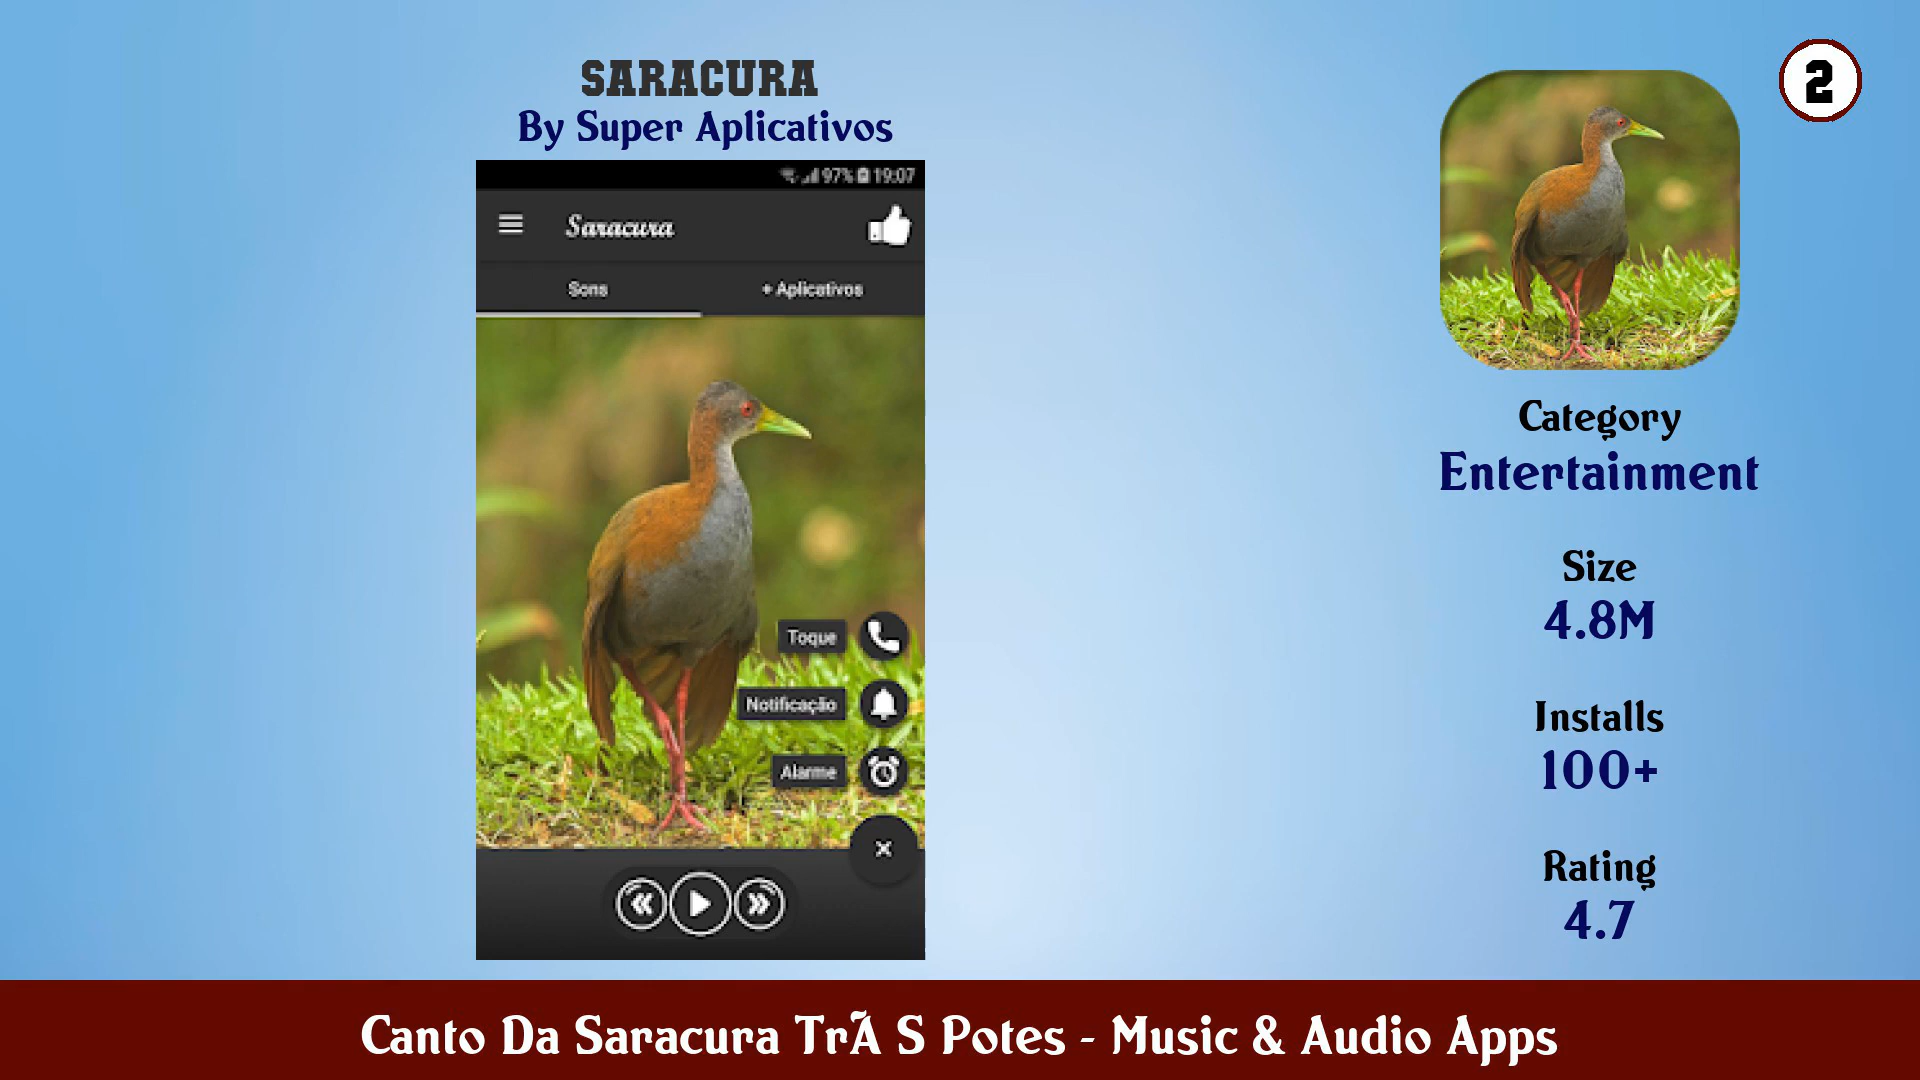 SARACURA
By Super Aplicativos
97% 19:07
Saracura
Sons
+ Aplicativos
Toque
Notificação
Alarme
2
Category
Entertainment
Size
4.8M
Installs
100+
Rating
4.7
Canto Da Saracura TrÃ S Potes - Music & Audio Apps